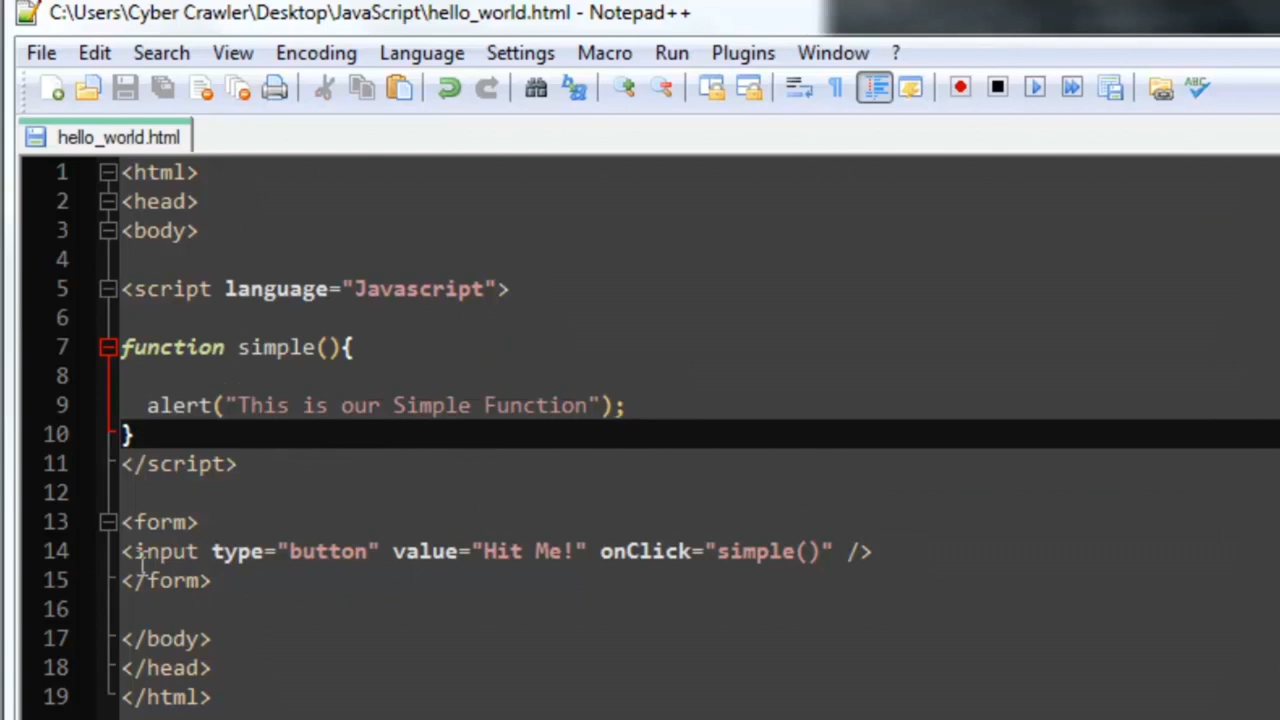 C:\Users\Cyber Crawler\Desktop\JavaScript\hello_world.html - Notepad++
File Edit Search View Encoding Language Settings Macro Run Plugins Window ?
hello_world.html
1 <html>
2 <head>
3 <body>
4
5 <script language="Javascript">
6
7 function simple(){
8
9 alert("This is our Simple Function");
10 }
11 </script>
12
13 <form>
14 <input type="button" value="Hit Me!" onClick="simple()" />
15 </form>
16
17 </body>
18 </head>
19 </html>